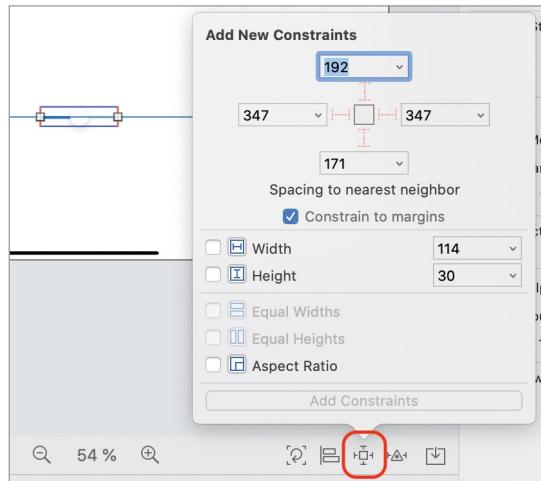 Add New Constraints
192
347 347
171
Spacing to nearest neighbor
Constrain to margins
Width 114
Height 30
Equal Widths
Equal Heights
Aspect Ratio
Add Constraints
54 %